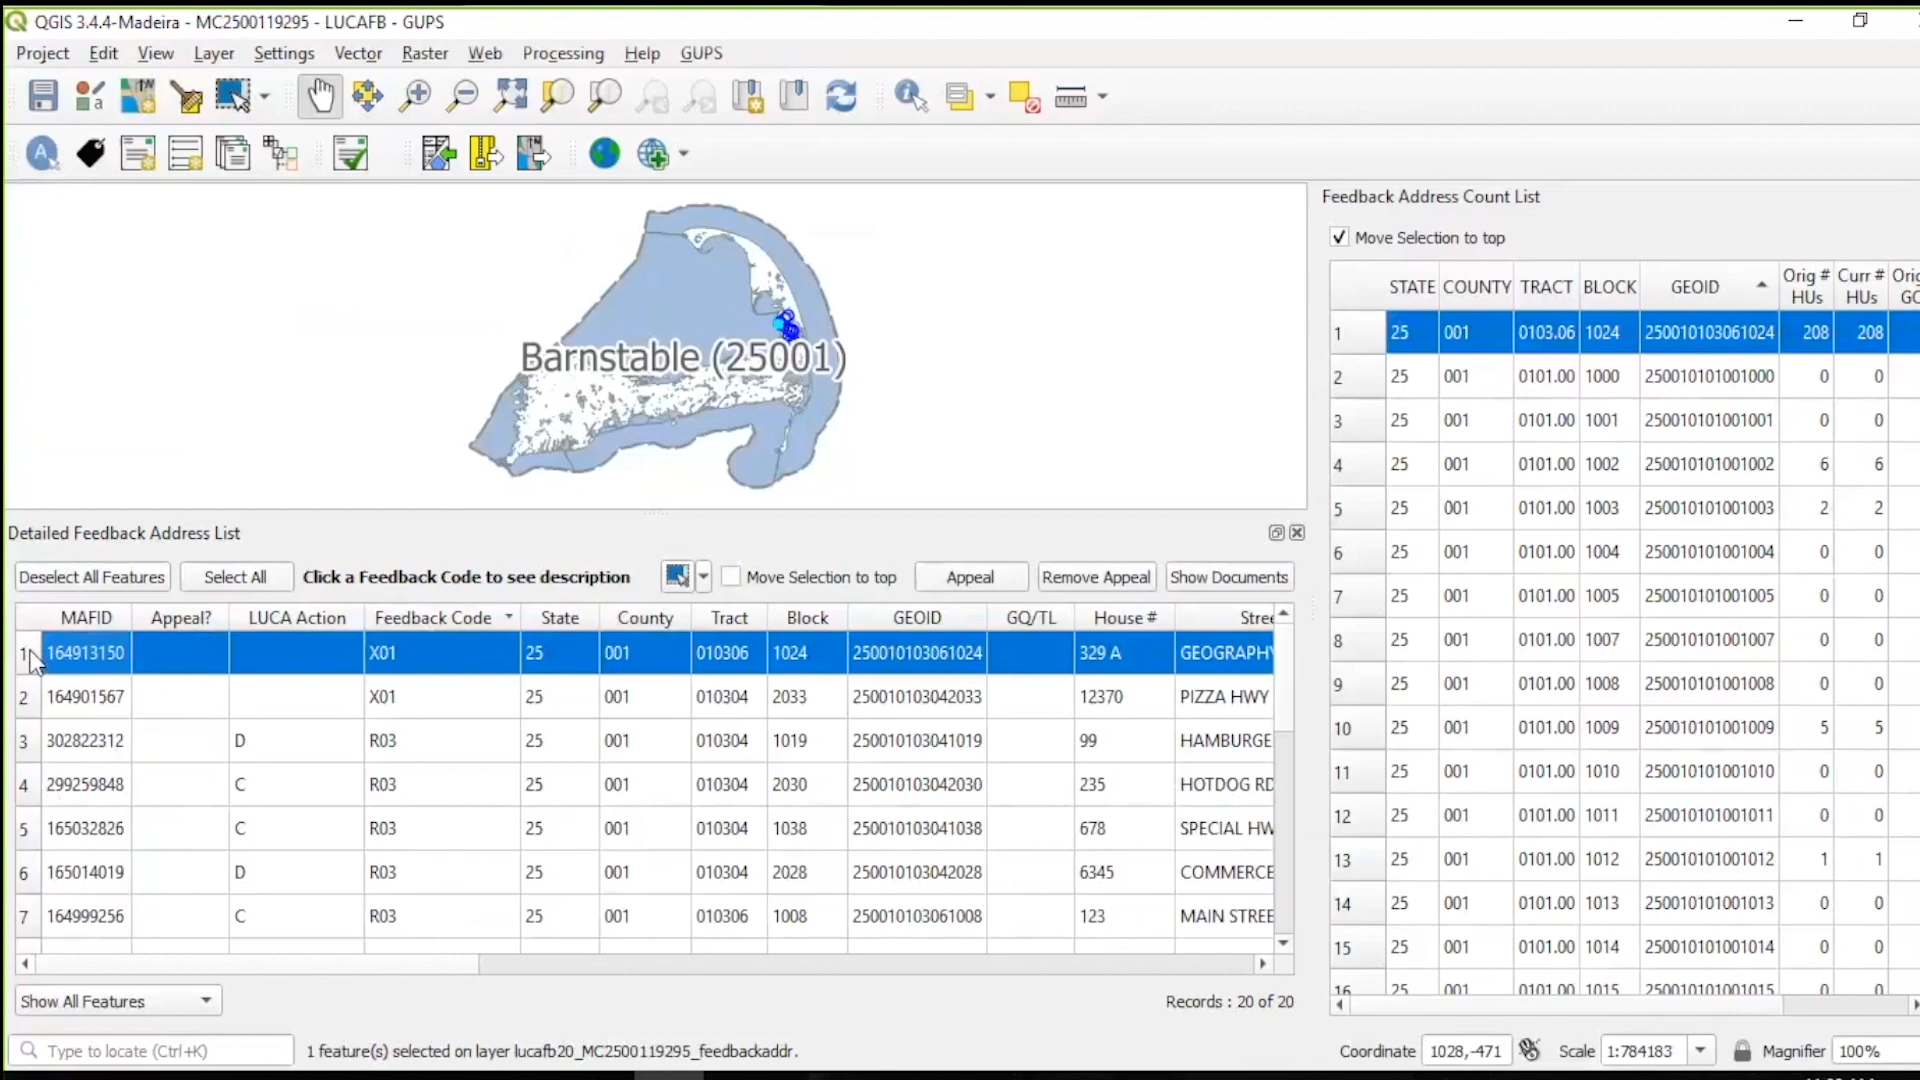 QGIS 3.4.4-Madeira - MC2500119295 - LUCAFB - GUPS
Project Edit View Layer Settings Vector Raster Web Processing Help GUPS
Barnstable (25001)
Detailed Feedback Address List
Deselect All Features Select All Click a Feedback Code to see description Move Selection to top Appeal Remove Appeal Show Documents
MAFID Appeal? LUCA Action Feedback Code State County Tract Block GEOID GQ/TL House # Stree
1 164913150 X01 25 001 010306 1024 250010103061024 329 A GEOGRAPHY
2 164901567 X01 25 001 010304 2033 250010103042033 12370 PIZZA HWY
3 302822312 D R03 25 001 010304 1019 250010103041019 99 HAMBURGE
4 299259848 C R03 25 001 010304 2030 250010103042030 235 HOTDOG RD
5 165032826 C R03 25 001 010304 1038 250010103041038 678 SPECIAL HW
6 165014019 D R03 25 001 010304 2028 250010103042028 6345 COMMERCE
7 164999256 C R03 25 001 010306 1008 250010103061008 123 MAIN STREE
Show All Features Records : 20 of 20
Feedback Address Count List
Move Selection to top
STATE COUNTY TRACT BLOCK GEOID Orig # HUs Curr # HUs Orig GC
1 25 001 0103.06 1024 250010103061024 208 208
2 25 001 0101.00 1000 250010101001000 0 0
3 25 001 0101.00 1001 250010101001001 0 0
4 25 001 0101.00 1002 250010101001002 6 6
5 25 001 0101.00 1003 250010101001003 2 2
6 25 001 0101.00 1004 250010101001004 0 0
7 25 001 0101.00 1005 250010101001005 0 0
8 25 001 0101.00 1007 250010101001007 0 0
9 25 001 0101.00 1008 250010101001008 0 0
10 25 001 0101.00 1009 250010101001009 5 5
11 25 001 0101.00 1010 250010101001010 0 0
12 25 001 0101.00 1011 250010101001011 0 0
13 25 001 0101.00 1012 250010101001012 1 1
14 25 001 0101.00 1013 250010101001013 0 0
15 25 001 0101.00 1014 250010101001014 0 0
16 25 001 0101.00 1015 250010101001015 0 0
Type to locate (Ctrl+K) 1 feature(s) selected on layer lucafb20_MC2500119295_feedbackaddr. Coordinate 1028,-471 Scale 1:784183 Magnifier 100%